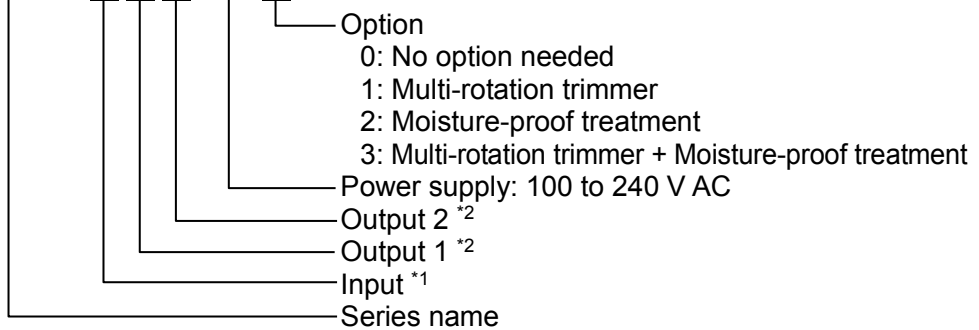 Option
0: No option needed
1: Multi-rotation trimmer
2: Moisture-proof treatment
3: Multi-rotation trimmer + Moisture-proof treatment
Power supply: 100 to 240 V AC
Output 2 *2
Output 1 *2
Input *1
Series name